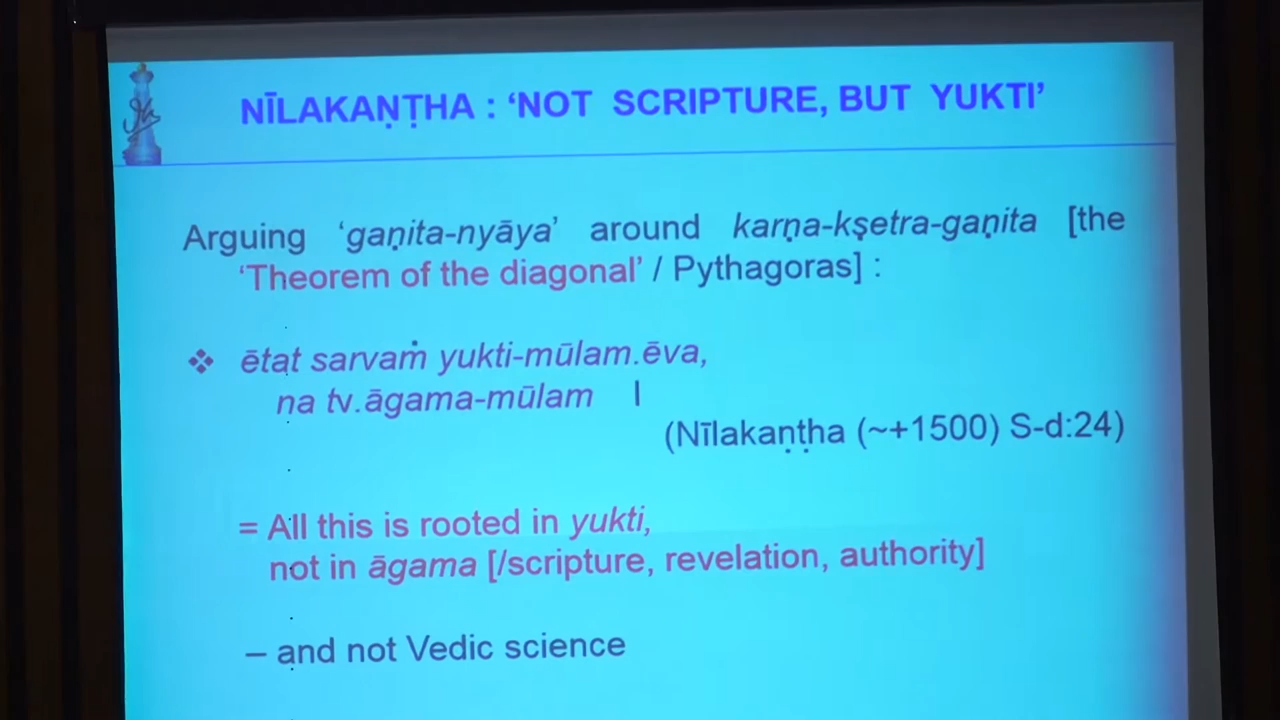 NĪLAKAṆṬHA : ‘NOT SCRIPTURE, BUT YUKTI’
Arguing ‘gaṇita-nyāya’ around karṇa-kṣetra-gaṇita [the
‘Theorem of the diagonal’ / Pythagoras] :
❖ ētat sarvaṁ yukti-mūlam.ēva,
na tv.āgama-mūlam |
(Nīlakaṇṭha (~+1500) S-d:24)
= All this is rooted in yukti,
not in āgama [/scripture, revelation, authority]
– and not Vedic science